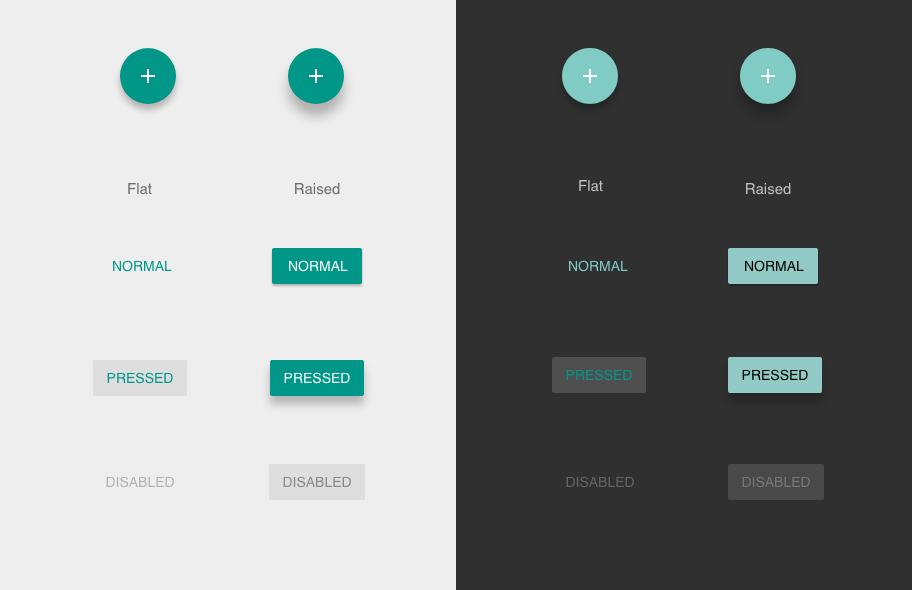 + +
Flat Raised
NORMAL NORMAL
PRESSED PRESSED
DISABLED DISABLED
+ +
Flat Raised
NORMAL NORMAL
PRESSED PRESSED
DISABLED DISABLED